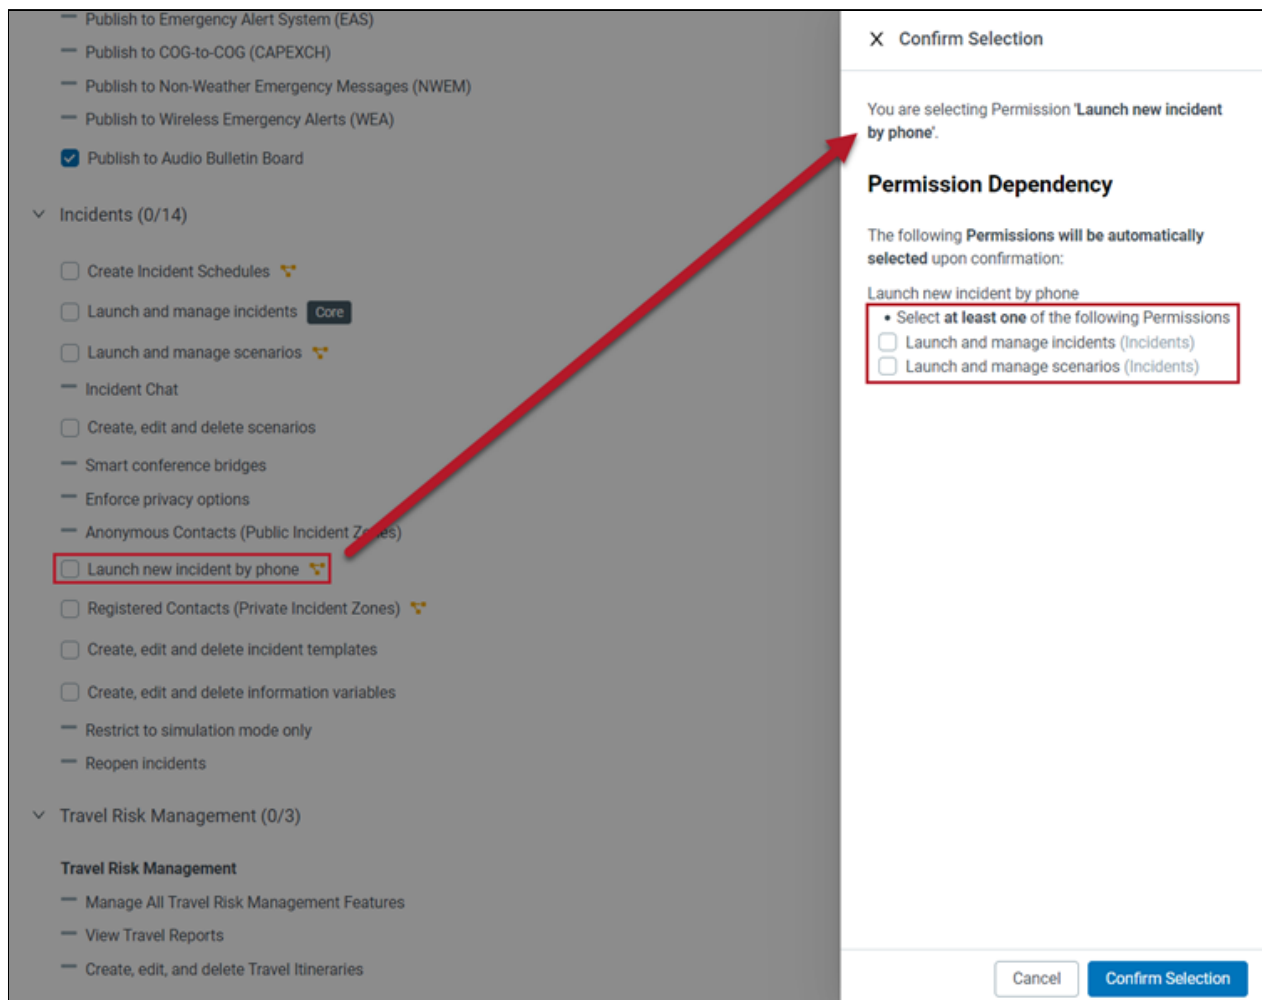 Publish to Emergency Alert System (EAS)
Publish to COG-to-COG (CAPEXCH)
Publish to Non-Weather Emergency Messages (NWEM)
Publish to Wireless Emergency Alerts (WEA)
Publish to Audio Bulletin Board
Incidents (0/14)
Create Incident Schedules
Launch and manage incidents Core
Launch and manage scenarios
Incident Chat
Create, edit and delete scenarios
Smart conference bridges
Enforce privacy options
Anonymous Contacts (Public Incident Zones)
Launch new incident by phone
Registered Contacts (Private Incident Zones)
Create, edit and delete incident templates
Create, edit and delete information variables
Restrict to simulation mode only
Reopen incidents
Travel Risk Management (0/3)
Travel Risk Management
Manage All Travel Risk Management Features
View Travel Reports
Create, edit, and delete Travel Itineraries
Confirm Selection
You are selecting Permission 'Launch new incident
by phone'.
Permission Dependency
The following Permissions will be automatically
selected upon confirmation:
Launch new incident by phone
• Select at least one of the following Permissions
Launch and manage incidents (Incidents)
Launch and manage scenarios (Incidents)
Cancel Confirm Selection